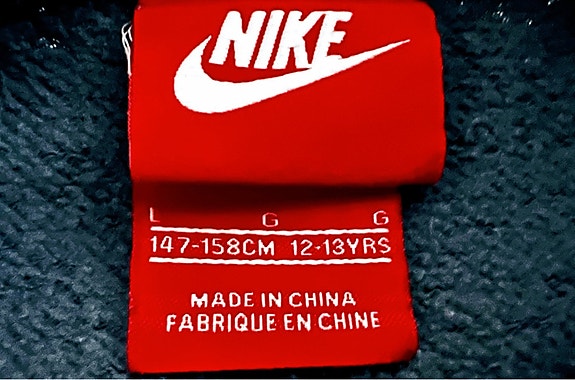 NIKE
L G G
147-158CM 12-13YRS
MADE IN CHINA
FABRIQUE EN CHINE